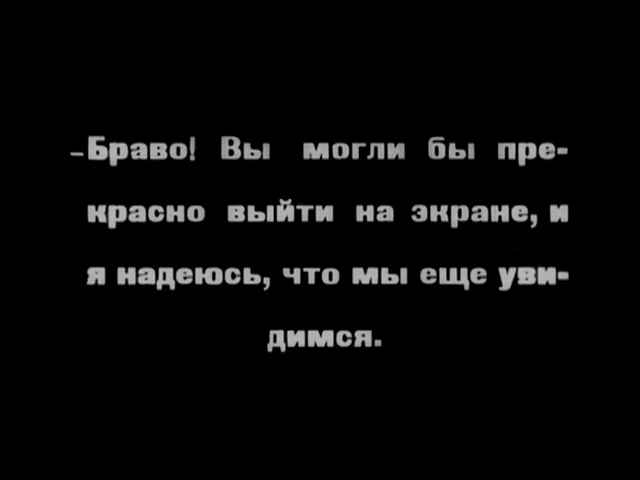 –Браво! Вы могли бы пре-
красно выйти на экране, и
я надеюсь, что мы еще уви-
димся.